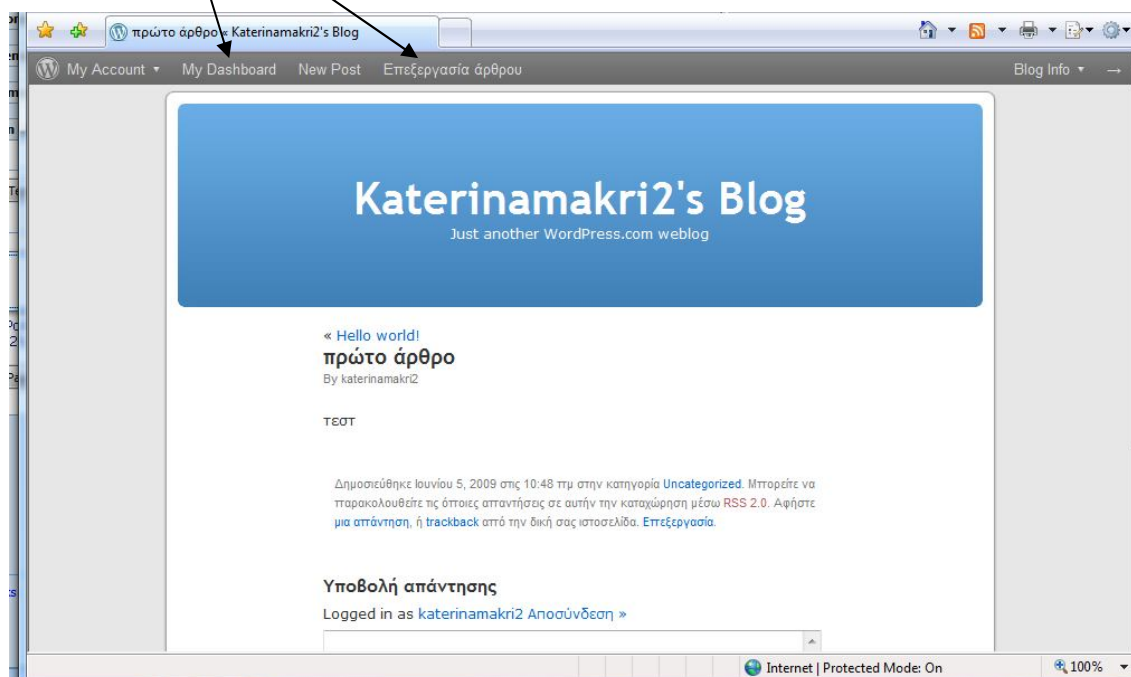 πρώτο άρθρο « Katerinamakri2's Blog
My Account My Dashboard New Post Επεξεργασία άρθρου Blog Info →
Katerinamakri2's Blog
Just another WordPress.com weblog
« Hello world!
πρώτο άρθρο
By katerinamakri2
τεστ
Δημοσιεύθηκε Ιουνίου 5, 2009 στις 10:48 πμ στην κατηγορία Uncategorized. Μπορείτε να
παρακολουθείτε τις όποιες απαντήσεις σε αυτήν την καταχώρηση μέσω RSS 2.0. Αφήστε
μια απάντηση, ή trackback από την δική σας ιστοσελίδα. Επεξεργασία.
Υποβολή απάντησης
Logged in as katerinamakri2 Αποσύνδεση »
Internet | Protected Mode: On 100%